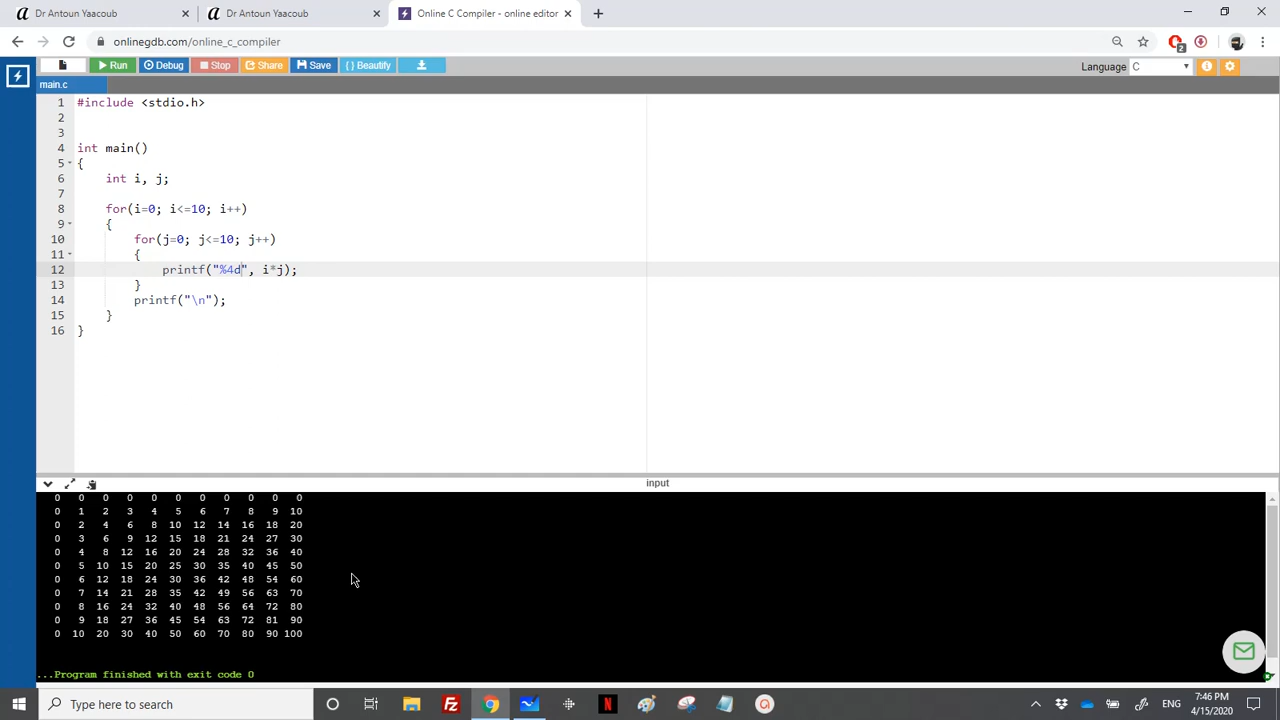 Dr Antoun Yaacoub
Dr Antoun Yaacoub
Online C Compiler - online editor
onlinegdb.com/online_c_compiler
2
Run Debug Stop Share Save { } Beautify Language C
main.c
1 #include <stdio.h>
2
3
4 int main()
5 {
6 int i, j;
7
8 for(i=0; i<=10; i++)
9 {
10 for(j=0; j<=10; j++)
11 {
12 printf("%4d", i*j);
13 }
14 printf("\n");
15 }
16 }
input
0 0 0 0 0 0 0 0 0 0 0
0 1 2 3 4 5 6 7 8 9 10
0 2 4 6 8 10 12 14 16 18 20
0 3 6 9 12 15 18 21 24 27 30
0 4 8 12 16 20 24 28 32 36 40
0 5 10 15 20 25 30 35 40 45 50
0 6 12 18 24 30 36 42 48 54 60
0 7 14 21 28 35 42 49 56 63 70
0 8 16 24 32 40 48 56 64 72 80
0 9 18 27 36 45 54 63 72 81 90
0 10 20 30 40 50 60 70 80 90 100
...Program finished with exit code 0
Type here to search
ENG
7:46 PM
4/15/2020